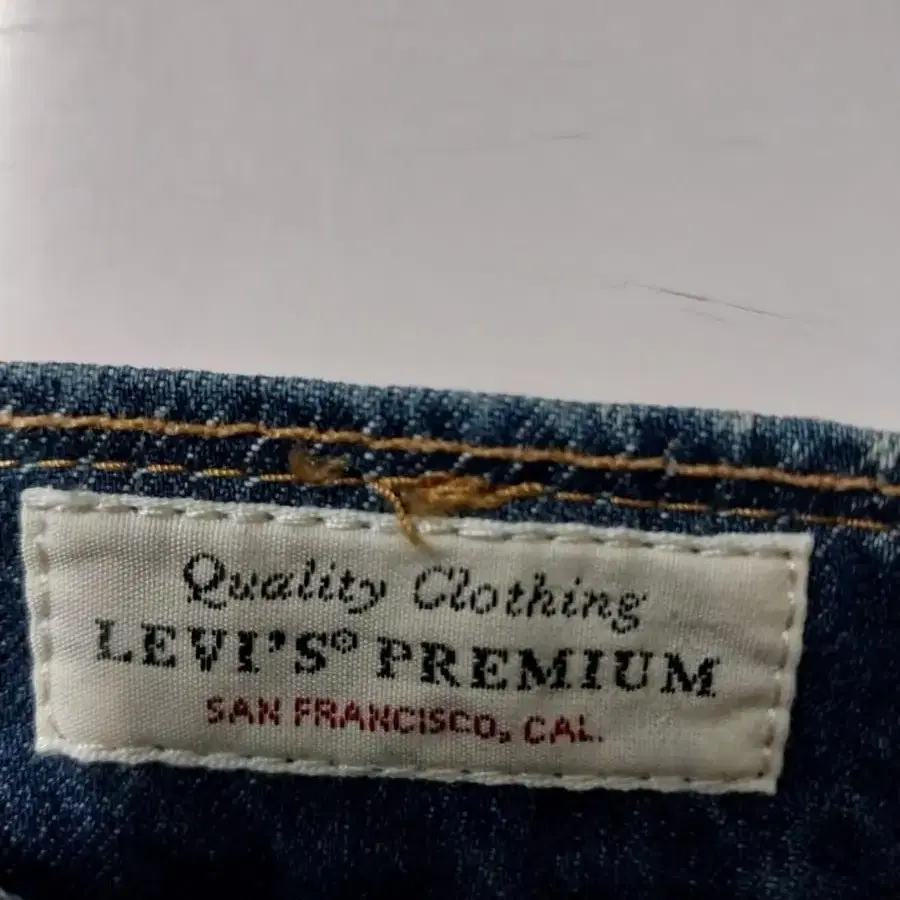 Quality Clothing
LEVI'S® PREMIUM
SAN FRANCISCO, CAL.